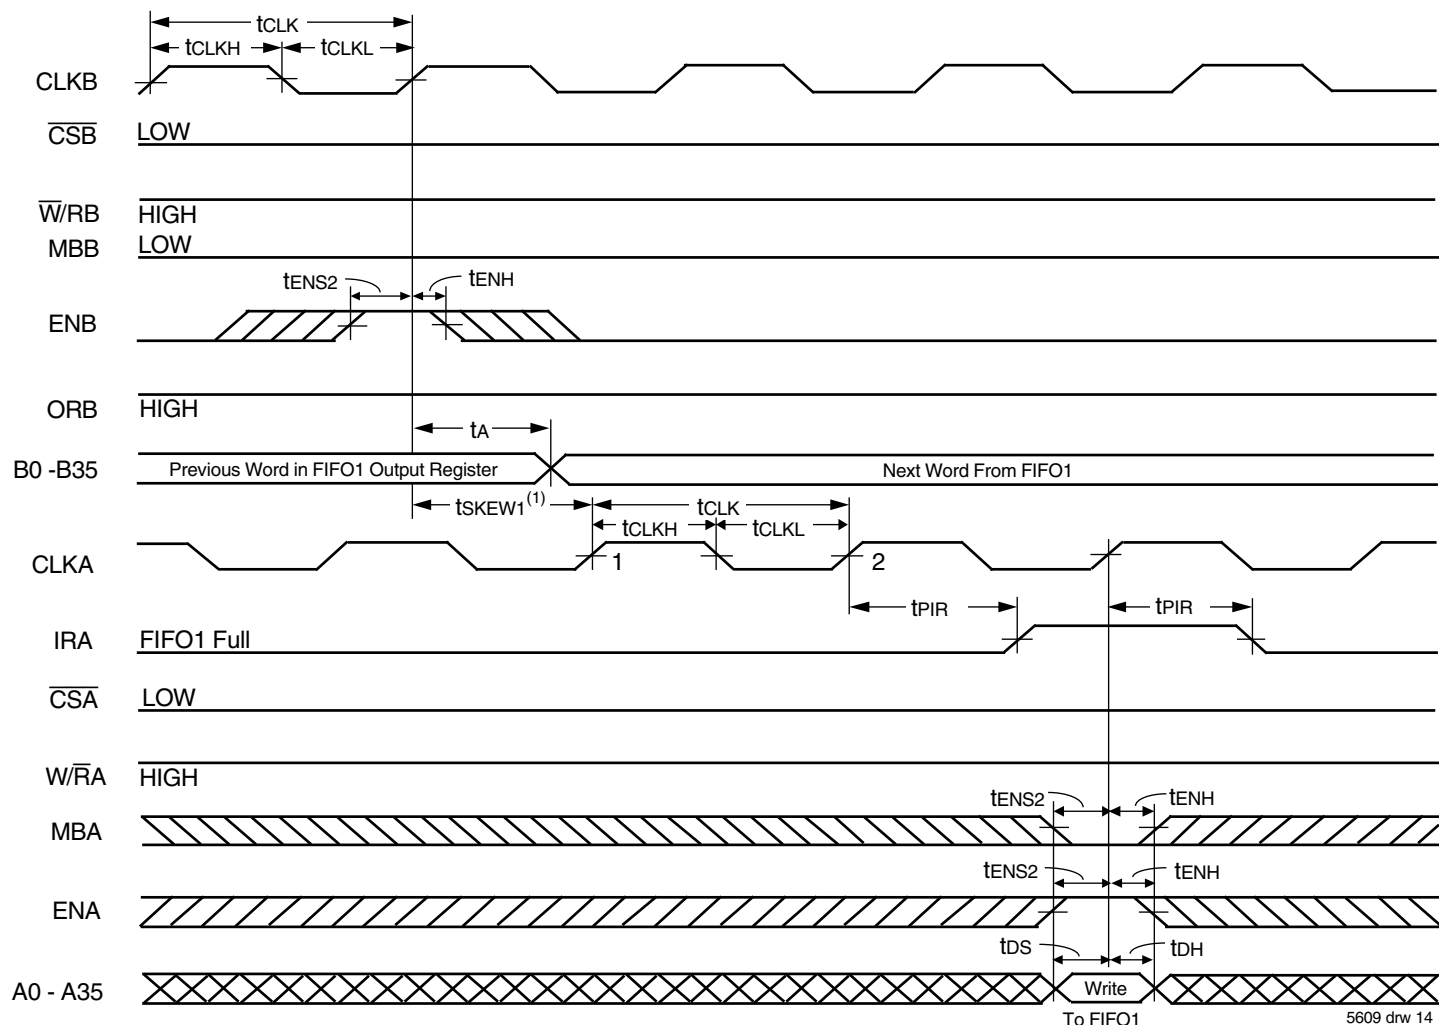 tCLK
tCLKH tCLKL
CLKB
CSB LOW
W/RB HIGH
MBB LOW
tENS2 tENH
ENB
ORB HIGH
tA
B0 -B35 Previous Word in FIFO1 Output Register Next Word From FIFO1
tSKEW1(1) tCLK
tCLKH tCLKL
CLKA 1 2
tPIR tPIR
IRA FIFO1 Full
CSA LOW
W/RA HIGH
tENS2 tENH
MBA
tENS2 tENH
ENA
tDS tDH
A0 - A35 Write
To FIFO1 5609 drw 14